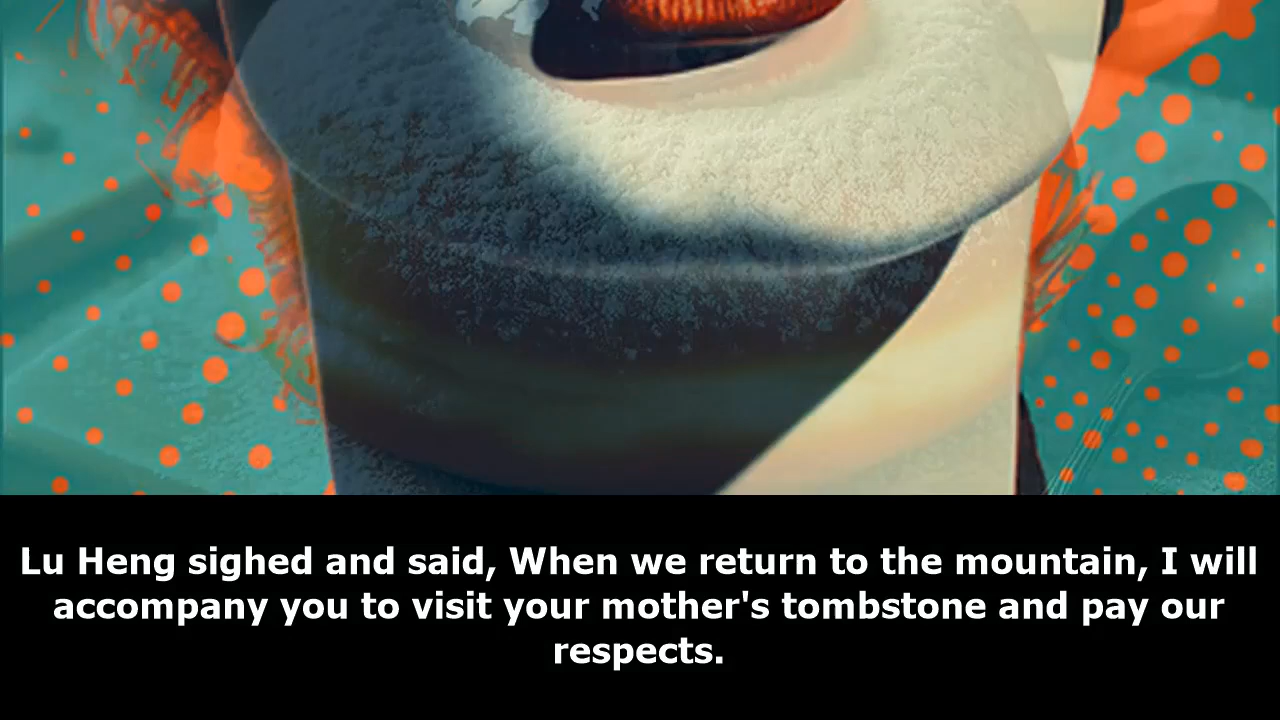 Lu Heng sighed and said, When we return to the mountain, I will
accompany you to visit your mother's tombstone and pay our
respects.